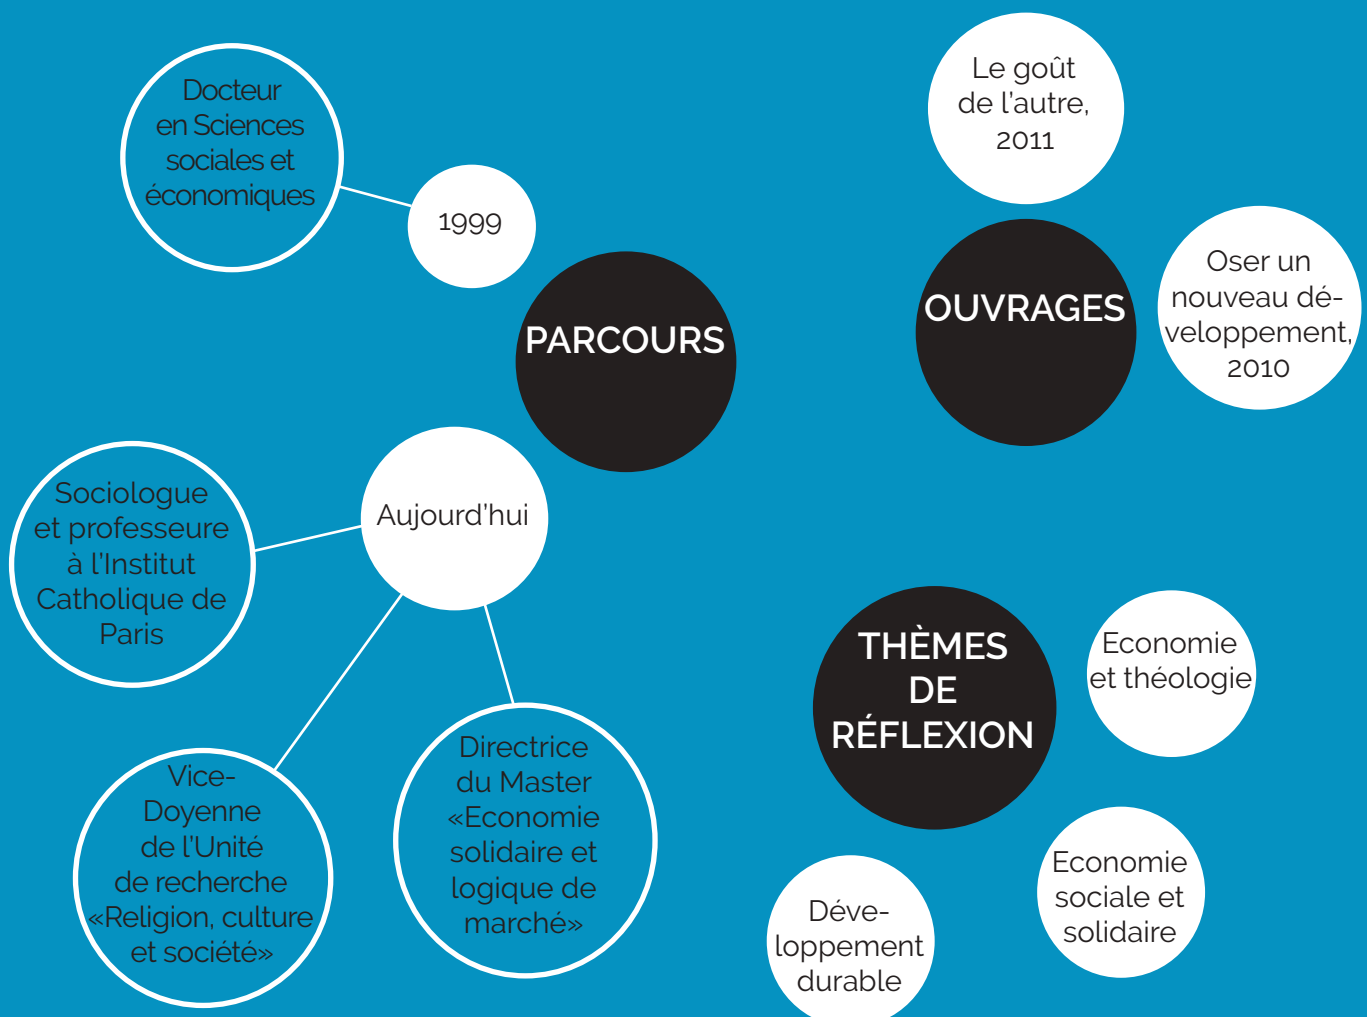 Docteur
en Sciences
sociales et
économiques
1999
PARCOURS
Aujourd'hui
Sociologue
et professeure
à l'Institut
Catholique de
Paris
Vice-
Doyenne
de l'Unité
de recherche
«Religion, culture
et société»
Directrice
du Master
«Economie
solidaire et
logique de
marché»
Le goût
de l'autre,
2011
OUVRAGES
Oser un
nouveau dé-
veloppement,
2010
THÈMES
DE
RÉFLEXION
Economie
et théologie
Economie
sociale et
solidaire
Déve-
loppement
durable